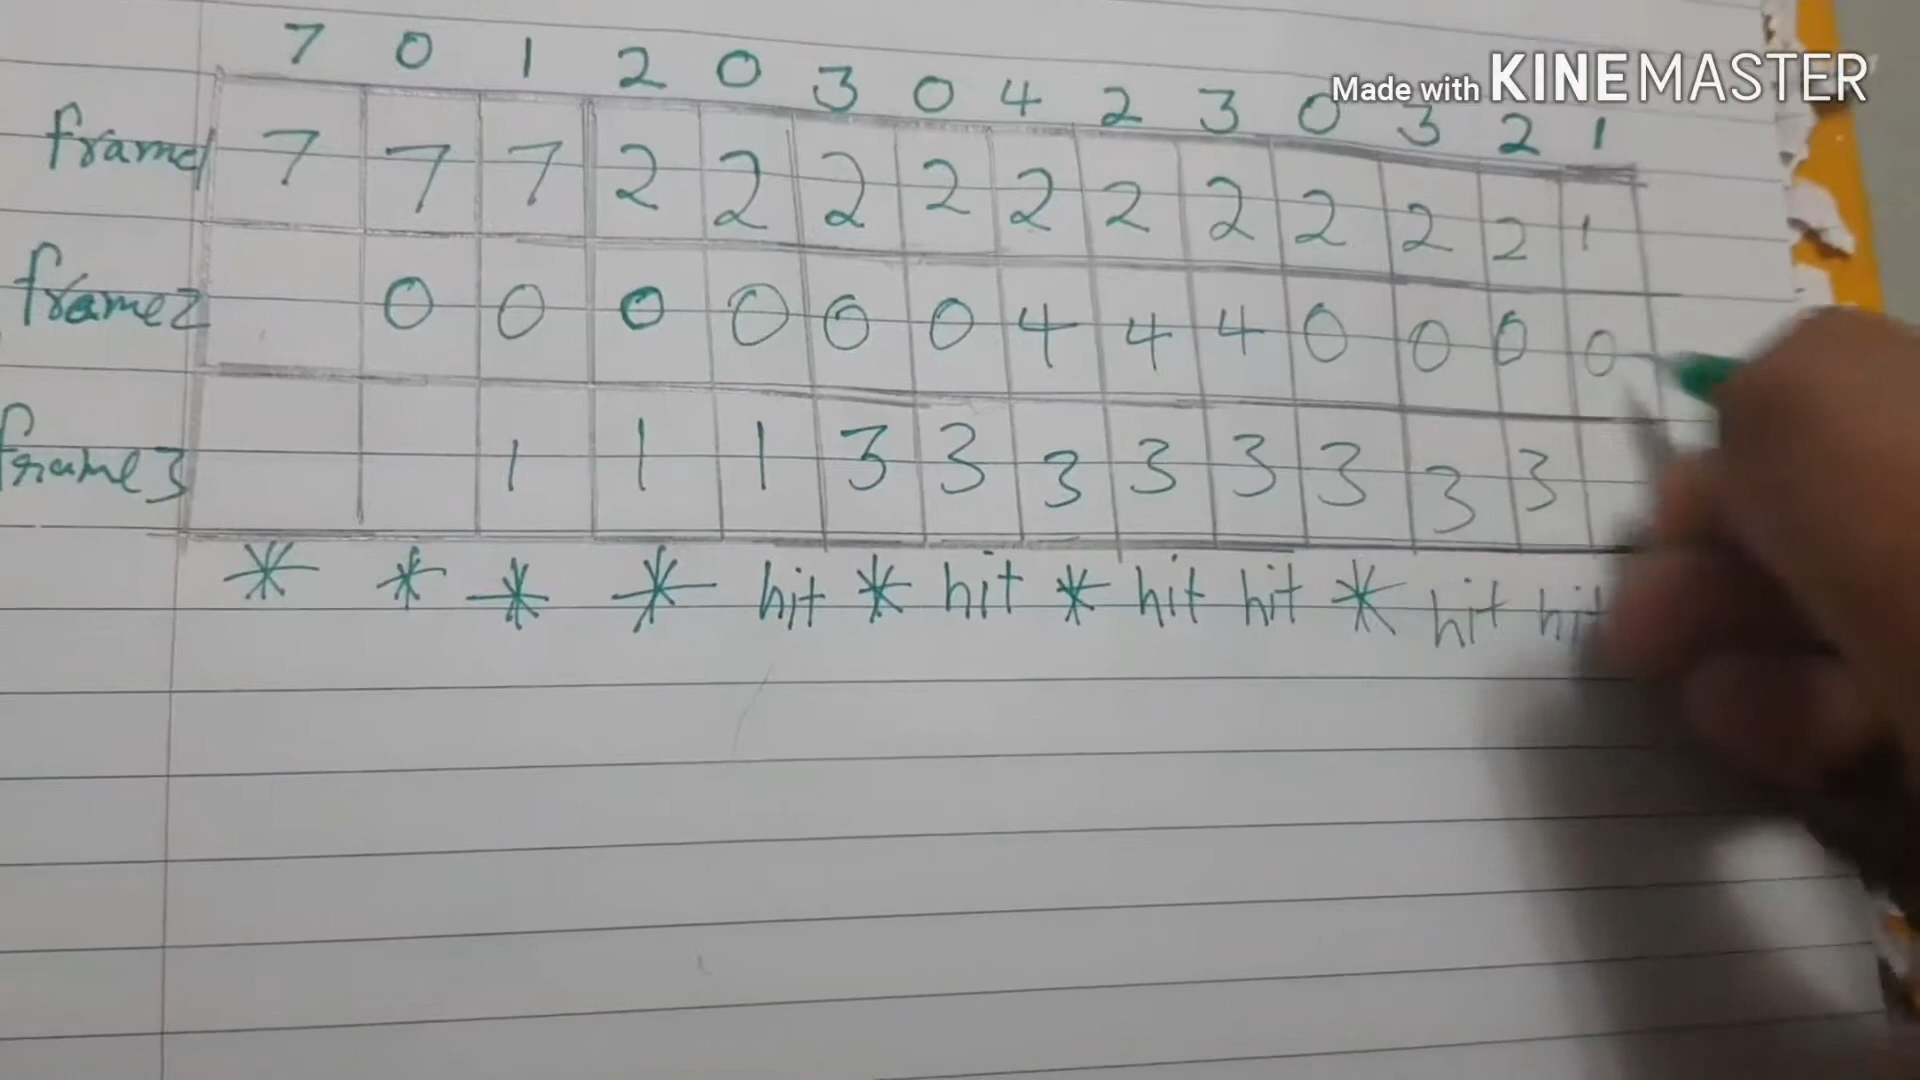 Made with KINEMASTER
7 0 1 2 0 3 0 4 2 3 0 3 2 1
frame1 7 7 7 2 2 2 2 2 2 2 2 2 2 1
frame2 0 0 0 0 0 0 4 4 4 0 0 0 0
frame3 1 1 1 3 3 3 3 3 3 3 3
* * * * hit * hit * hit hit * hit hit